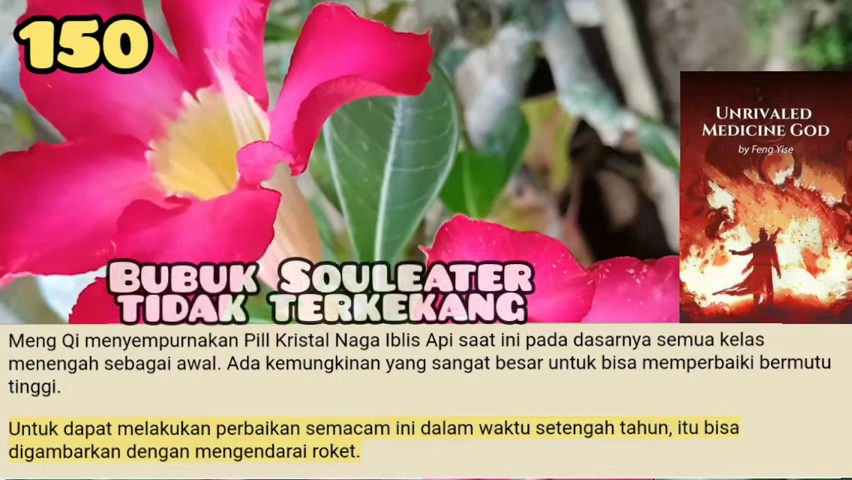 150
UNRIVALED
MEDICINE GOD
by Feng Yise
BUBUK SOULEATER
TIDAK TERKEKANG
Meng Qi menyempurnakan Pill Kristal Naga Iblis Api saat ini pada dasarnya semua kelas
menengah sebagai awal. Ada kemungkinan yang sangat besar untuk bisa memperbaiki bermutu
tinggi.
Untuk dapat melakukan perbaikan semacam ini dalam waktu setengah tahun, itu bisa
digambarkan dengan mengendarai roket.